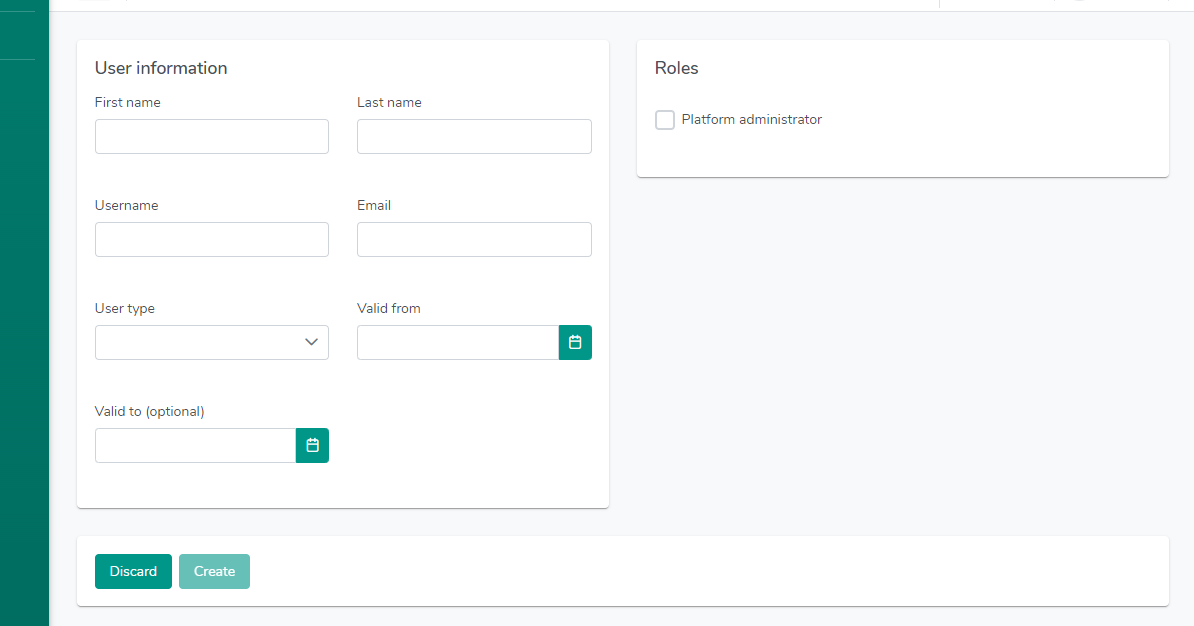 User information
First name
Last name
Username
Email
User type
Valid from
Valid to (optional)
Roles
Platform administrator
Discard
Create